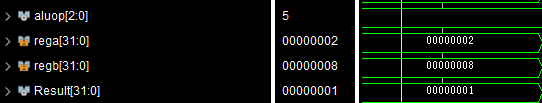 aluop[2:0] 5
rega[31:0] 00000002 00000002
regb[31:0] 00000008 00000008
Result[31:0] 00000001 00000001